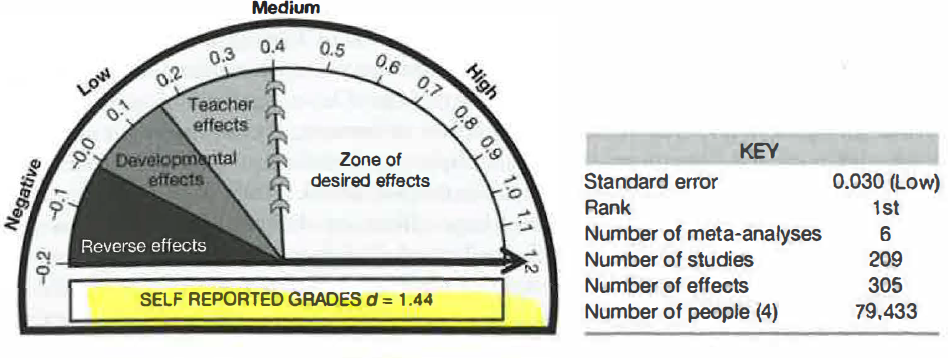 Medium
Low
High
Negative
-0.2
-0.1
-0.0
0.1
0.2
0.3
0.4
0.5
0.6
0.7
0.8
0.9
1.0
1.1
1.2
Teacher
effects
Developmental
effects
Reverse effects
Zone of
desired effects
SELF REPORTED GRADES d = 1.44
KEY
Standard error 0.030 (Low)
Rank 1st
Number of meta-analyses 6
Number of studies 209
Number of effects 305
Number of people (4) 79,433